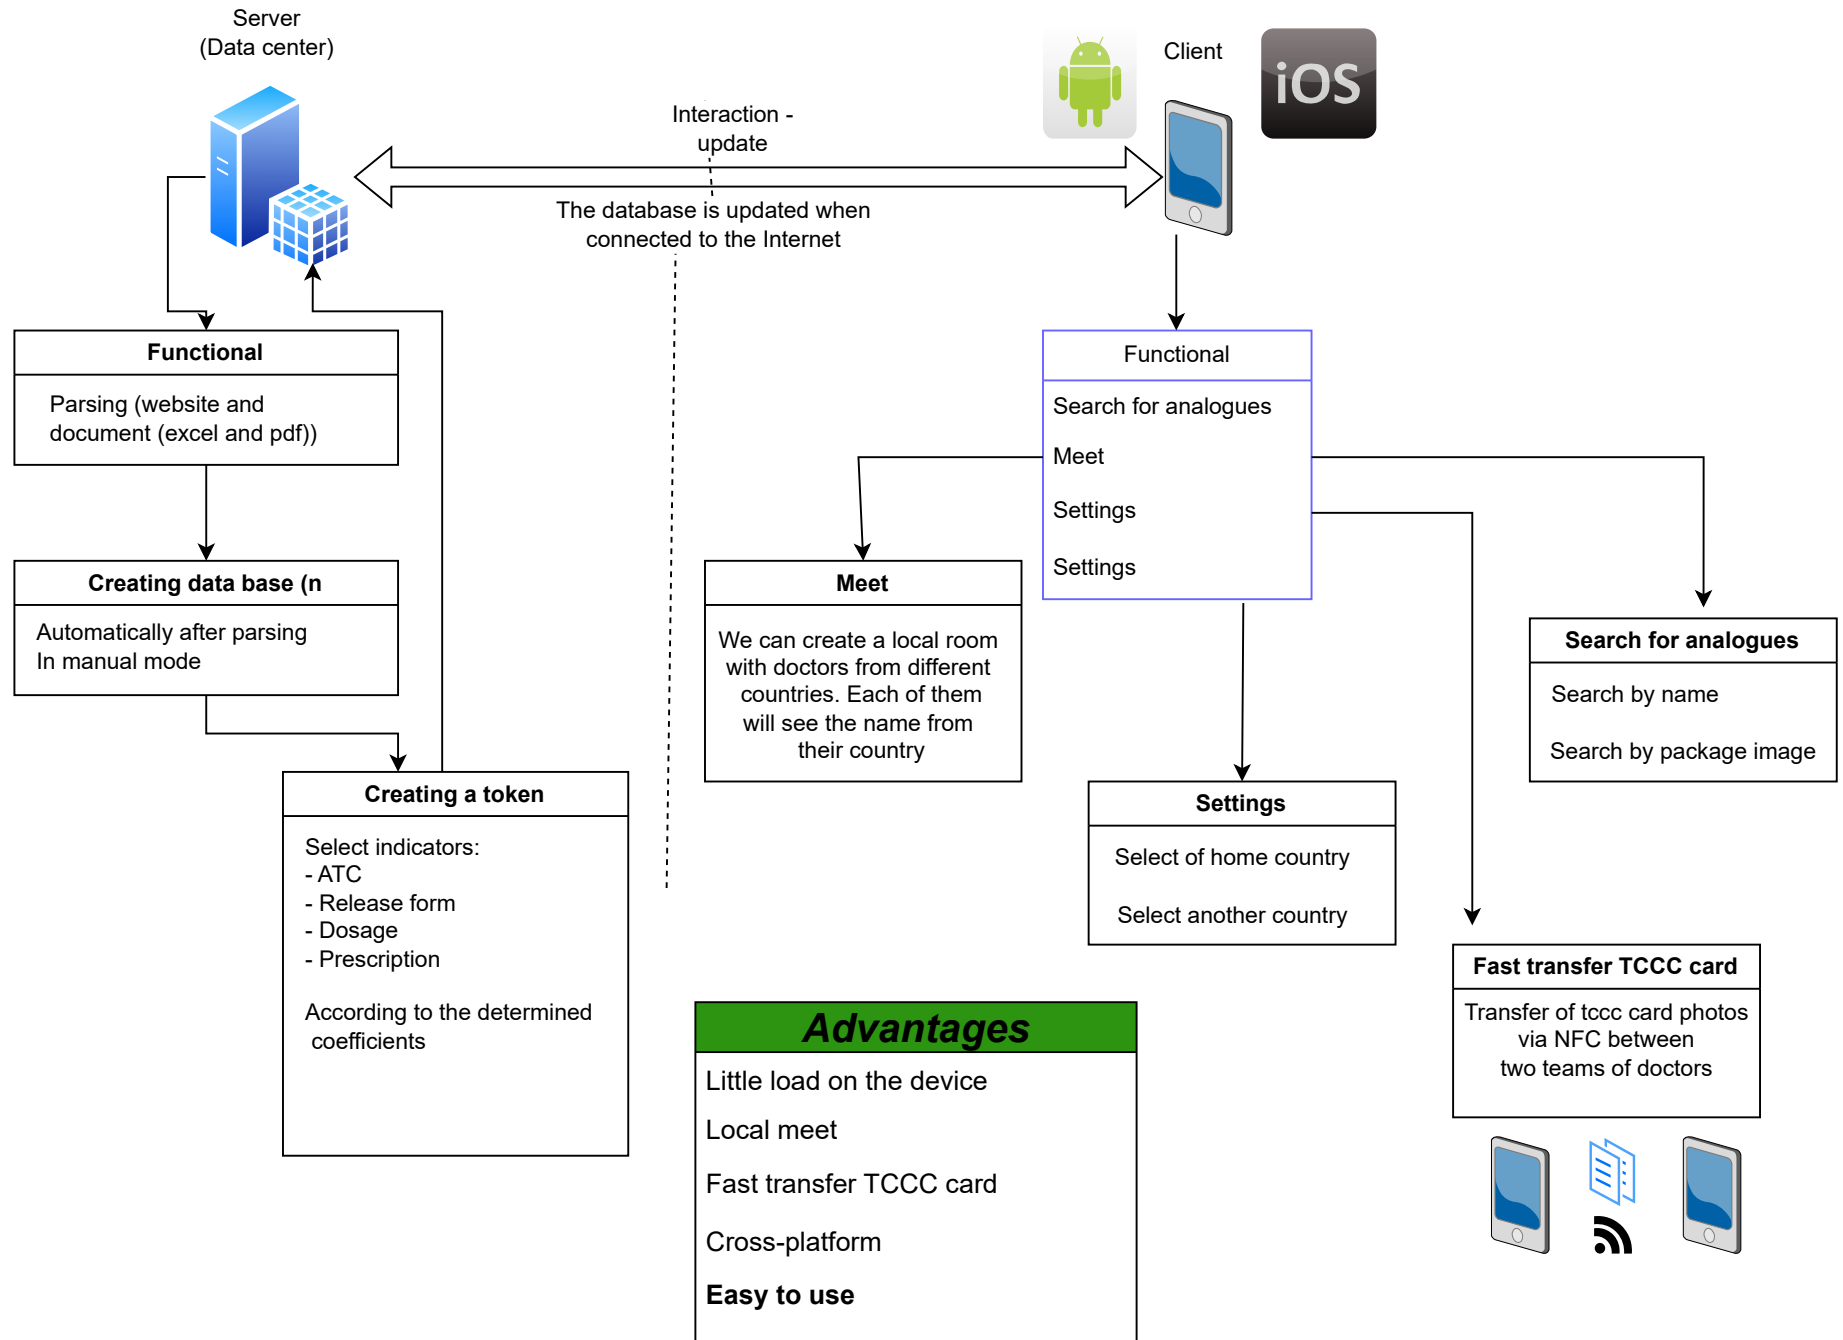 Server
(Data center)
Client
iOS
Interaction -
update
The database is updated when
connected to the Internet
Functional
Parsing (website and
document (excel and pdf))
Creating data base (n
Automatically after parsing
In manual mode
Creating a token
Select indicators:
- ATC
- Release form
- Dosage
- Prescription
According to the determined
coefficients
Functional
Search for analogues
Meet
Settings
Settings
Meet
We can create a local room
with doctors from different
countries. Each of them
will see the name from
their country
Settings
Select of home country
Select another country
Search for analogues
Search by name
Search by package image
Fast transfer TCCC card
Transfer of tccc card photos
via NFC between
two teams of doctors
Advantages
Little load on the device
Local meet
Fast transfer TCCC card
Cross-platform
Easy to use